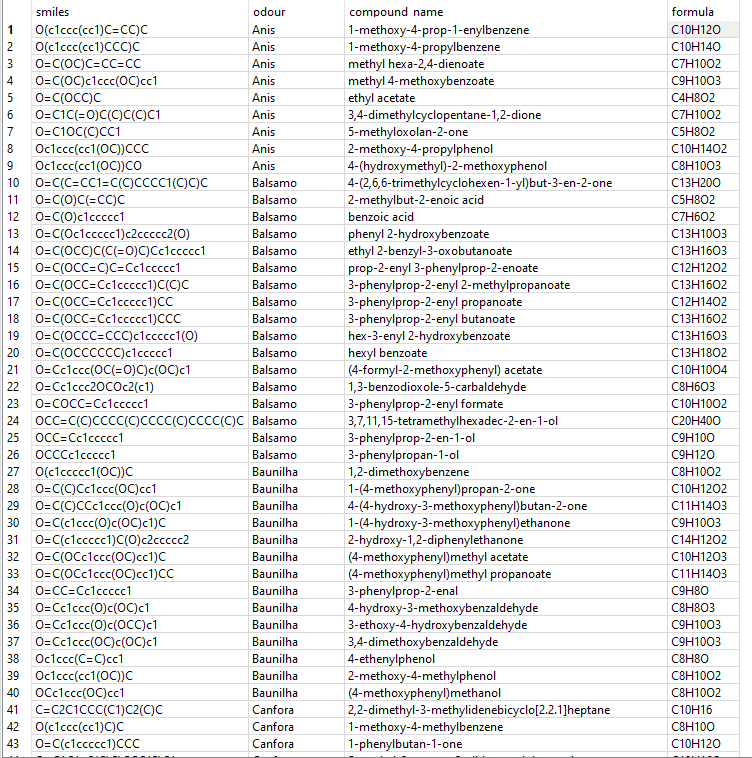 smiles odour compound_name formula
1 O(c1ccc(cc1)C=CC)C Anis 1-methoxy-4-prop-1-enylbenzene C10H12O
2 O(c1ccc(cc1)CCC)C Anis 1-methoxy-4-propylbenzene C10H14O
3 O=C(OC)C=CC=CC Anis methyl hexa-2,4-dienoate C7H10O2
4 O=C(OC)c1ccc(OC)cc1 Anis methyl 4-methoxybenzoate C9H10O3
5 O=C(OCC)C Anis ethyl acetate C4H8O2
6 O=C1C(=O)C(C)C(C)C1 Anis 3,4-dimethylcyclopentane-1,2-dione C7H10O2
7 O=C1OC(C)CC1 Anis 5-methyloxolan-2-one C5H8O2
8 Oc1ccc(cc1(OC))CCC Anis 2-methoxy-4-propylphenol C10H14O2
9 Oc1ccc(cc1(OC))CO Anis 4-(hydroxymethyl)-2-methoxyphenol C8H10O3
10 O=C(C=CC1=C(C)CCCC1(C)C)C Balsamo 4-(2,6,6-trimethylcyclohexen-1-yl)but-3-en-2-one C13H20O
11 O=C(O)C(=CC)C Balsamo 2-methylbut-2-enoic acid C5H8O2
12 O=C(O)c1ccccc1 Balsamo benzoic acid C7H6O2
13 O=C(Oc1ccccc1)c2ccccc2(O) Balsamo phenyl 2-hydroxybenzoate C13H10O3
14 O=C(OCC)C(C(=O)C)Cc1ccccc1 Balsamo ethyl 2-benzyl-3-oxobutanoate C13H16O3
15 O=C(OCC=C)C=Cc1ccccc1 Balsamo prop-2-enyl 3-phenylprop-2-enoate C12H12O2
16 O=C(OCC=Cc1ccccc1)C(C)C Balsamo 3-phenylprop-2-enyl 2-methylpropanoate C13H16O2
17 O=C(OCC=Cc1ccccc1)CC Balsamo 3-phenylprop-2-enyl propanoate C12H14O2
18 O=C(OCC=Cc1ccccc1)CCC Balsamo 3-phenylprop-2-enyl butanoate C13H16O2
19 O=C(OCCC=CCC)c1ccccc1(O) Balsamo hex-3-enyl 2-hydroxybenzoate C13H16O3
20 O=C(OCCCCCC)c1ccccc1 Balsamo hexyl benzoate C13H18O2
21 O=Cc1ccc(OC(=O)C)c(OC)c1 Balsamo (4-formyl-2-methoxyphenyl) acetate C10H10O4
22 O=Cc1ccc2OCOc2(c1) Balsamo 1,3-benzodioxole-5-carbaldehyde C8H6O3
23 O=COCC=Cc1ccccc1 Balsamo 3-phenylprop-2-enyl formate C10H10O2
24 OCC=C(C)CCCC(C)CCCC(C)CCCC(C)C Balsamo 3,7,11,15-tetramethylhexadec-2-en-1-ol C20H40O
25 OCC=Cc1ccccc1 Balsamo 3-phenylprop-2-en-1-ol C9H10O
26 OCCCc1ccccc1 Balsamo 3-phenylpropan-1-ol C9H12O
27 O(c1ccccc1(OC))C Baunilha 1,2-dimethoxybenzene C8H10O2
28 O=C(C)Cc1ccc(OC)cc1 Baunilha 1-(4-methoxyphenyl)propan-2-one C10H12O2
29 O=C(C)CCc1ccc(O)c(OC)c1 Baunilha 4-(4-hydroxy-3-methoxyphenyl)butan-2-one C11H14O3
30 O=C(c1ccc(O)c(OC)c1)C Baunilha 1-(4-hydroxy-3-methoxyphenyl)ethanone C9H10O3
31 O=C(c1ccccc1)C(O)c2ccccc2 Baunilha 2-hydroxy-1,2-diphenylethanone C14H12O2
32 O=C(OCc1ccc(OC)cc1)C Baunilha (4-methoxyphenyl)methyl acetate C10H12O3
33 O=C(OCc1ccc(OC)cc1)CC Baunilha (4-methoxyphenyl)methyl propanoate C11H14O3
34 O=CC=Cc1ccccc1 Baunilha 3-phenylprop-2-enal C9H8O
35 O=Cc1ccc(O)c(OC)c1 Baunilha 4-hydroxy-3-methoxybenzaldehyde C8H8O3
36 O=Cc1ccc(O)c(OCC)c1 Baunilha 3-ethoxy-4-hydroxybenzaldehyde C9H10O3
37 O=Cc1ccc(OC)c(OC)c1 Baunilha 3,4-dimethoxybenzaldehyde C9H10O3
38 Oc1ccc(C=C)cc1 Baunilha 4-ethenylphenol C8H8O
39 Oc1ccc(cc1(OC))C Baunilha 2-methoxy-4-methylphenol C8H10O2
40 OCc1ccc(OC)cc1 Baunilha (4-methoxyphenyl)methanol C8H10O2
41 C=C2C1CCC(C1)C2(C)C Canfora 2,2-dimethyl-3-methylidenebicyclo[2.2.1]heptane C10H16
42 O(c1ccc(cc1)C)C Canfora 1-methoxy-4-methylbenzene C8H10O
43 O=C(c1ccccc1)CCC Canfora 1-phenylbutan-1-one C10H12O